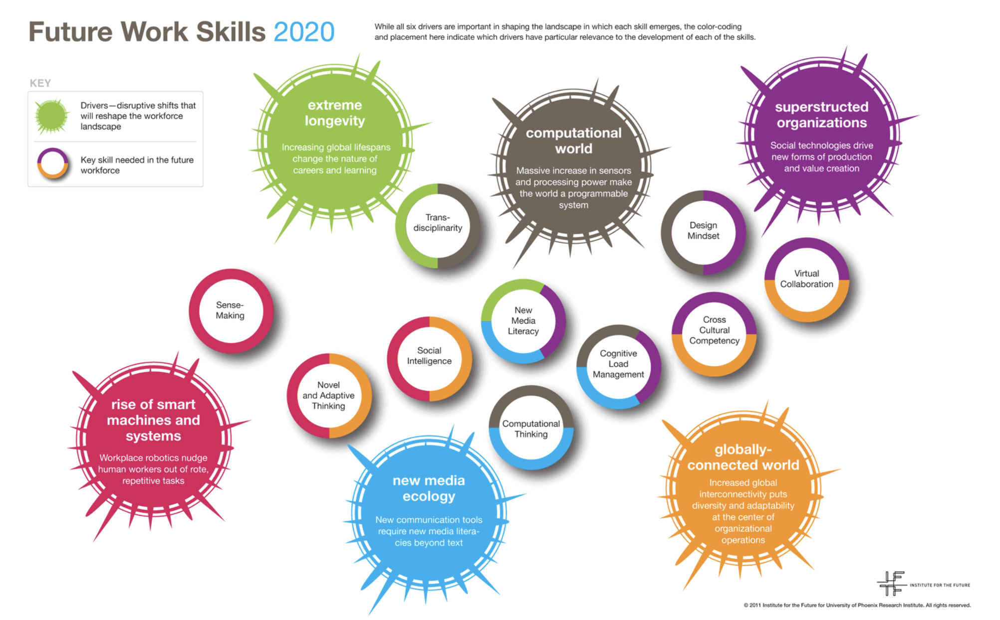 Future Work Skills 2020
While all six drivers are important in shaping the landscape in which each skill emerges, the color-coding
and placement here indicate which drivers have particular relevance to the development of each of the skills.
KEY
Drivers—disruptive shifts that
will reshape the workforce
landscape
Key skill needed in the future
workforce
extreme
longevity
Increasing global lifespans
change the nature of
careers and learning
computational
world
Massive increase in sensors
and processing power make
the world a programmable
system
superstructed
organizations
Social technologies drive
new forms of production
and value creation
Trans-
disciplinarity
Design
Mindset
Virtual
Collaboration
Sense-
Making
New
Media
Literacy
Cross
Cultural
Competency
Social
Intelligence
Cognitive
Load
Management
Novel
and Adaptive
Thinking
Computational
Thinking
rise of smart
machines and
systems
Workplace robotics nudge
human workers out of rote,
repetitive tasks
new media
ecology
New communication tools
require new media litera-
cies beyond text
globally-
connected world
Increased global
interconnectivity puts
diversity and adaptability
at the center of
organizational
operations
INSTITUTE FOR THE FUTURE
© 2011 Institute for the Future for University of Phoenix Research Institute. All rights reserved.